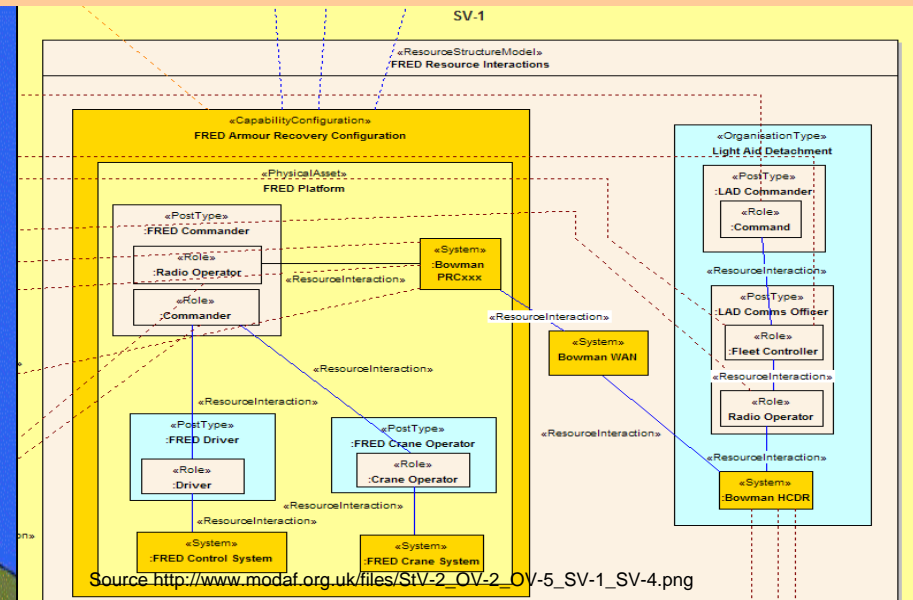 SV-1
«ResourceStructureModel»
FRED Resource Interactions
«CapabilityConfiguration»
FRED Armour Recovery Configuration
«PhysicalAsset»
FRED Platform
«PostType»
:FRED Commander
«Role»
:Radio Operator
«Role»
:Commander
«System»
:Bowman
PRCxxx
«ResourceInteraction»
«ResourceInteraction»
«System»
Bowman WAN
«ResourceInteraction»
«ResourceInteraction»
«ResourceInteraction»
«PostType»
:FRED Driver
«Role»
:Driver
«PostType»
:FRED Crane Operator
«Role»
:Crane Operator
«ResourceInteraction»
«ResourceInteraction»
«System»
:FRED Control System
«System»
:FRED Crane System
«OrganisationType»
Light Aid Detachment
«PostType»
:LAD Commander
«Role»
:Command
«ResourceInteraction»
«PostType»
:LAD Comms Officer
«Role»
:Fleet Controller
«ResourceInteraction»
«Role»
Radio Operator
«ResourceInteraction»
«System»
:Bowman HCDR
Source http://www.modaf.org.uk/files/StV-2_OV-2_OV-5_SV-1_SV-4.png